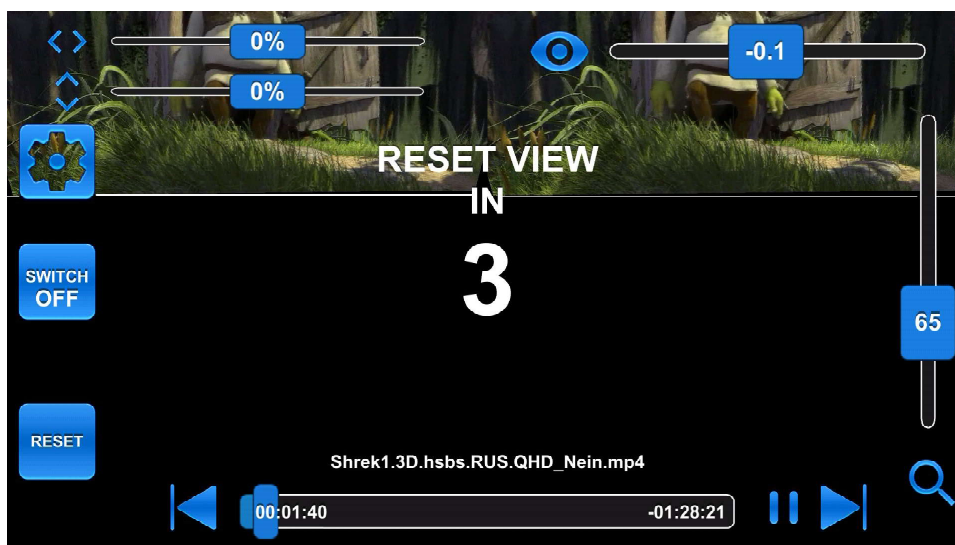 0%
-0.1
0%
RESET VIEW
IN
3
SWITCH
OFF
65
RESET
Shrek1.3D.hsbs.RUS.QHD_Nein.mp4
00:01:40
-01:28:21